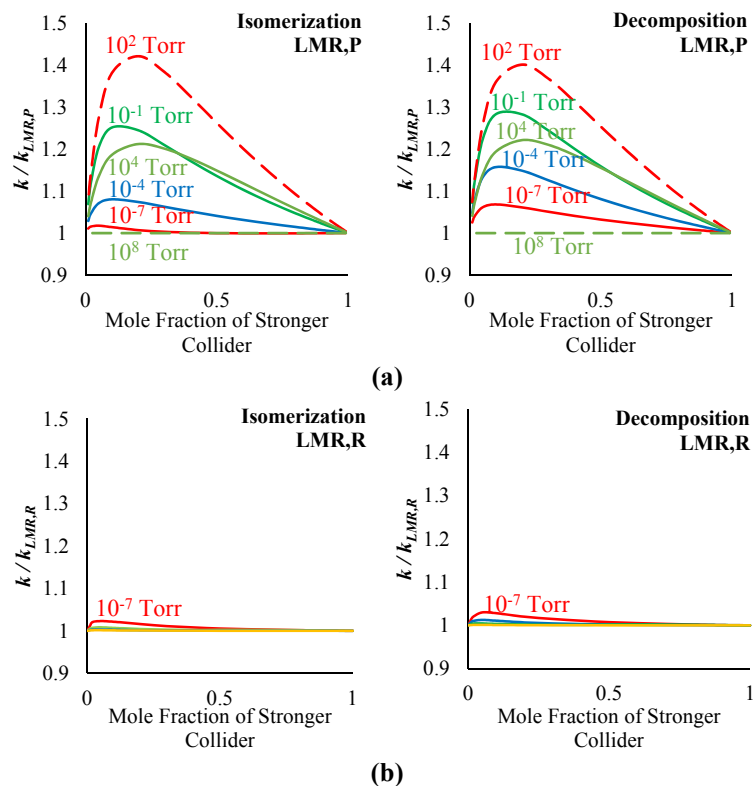 Isomerization
LMR,P
k / k_LMR,P
1.5
1.4
1.3
1.2
1.1
1
0.9
10² Torr
10⁻¹ Torr
10⁴ Torr
10⁻⁴ Torr
10⁻⁷ Torr
10⁸ Torr
0
0.5
1
Mole Fraction of Stronger
Collider
Decomposition
LMR,P
k / k_LMR,P
1.5
1.4
1.3
1.2
1.1
1
0.9
10² Torr
10⁻¹ Torr
10⁴ Torr
10⁻⁴ Torr
10⁻⁷ Torr
10⁸ Torr
0
0.5
1
Mole Fraction of Stronger
Collider
(a)
Isomerization
LMR,R
k / k_LMR,R
1.5
1.4
1.3
1.2
1.1
1
0.9
10⁻⁷ Torr
0
0.5
1
Mole Fraction of Stronger
Collider
Decomposition
LMR,R
k / k_LMR,R
1.5
1.4
1.3
1.2
1.1
1
0.9
10⁻⁷ Torr
0
0.5
1
Mole Fraction of Stronger
Collider
(b)